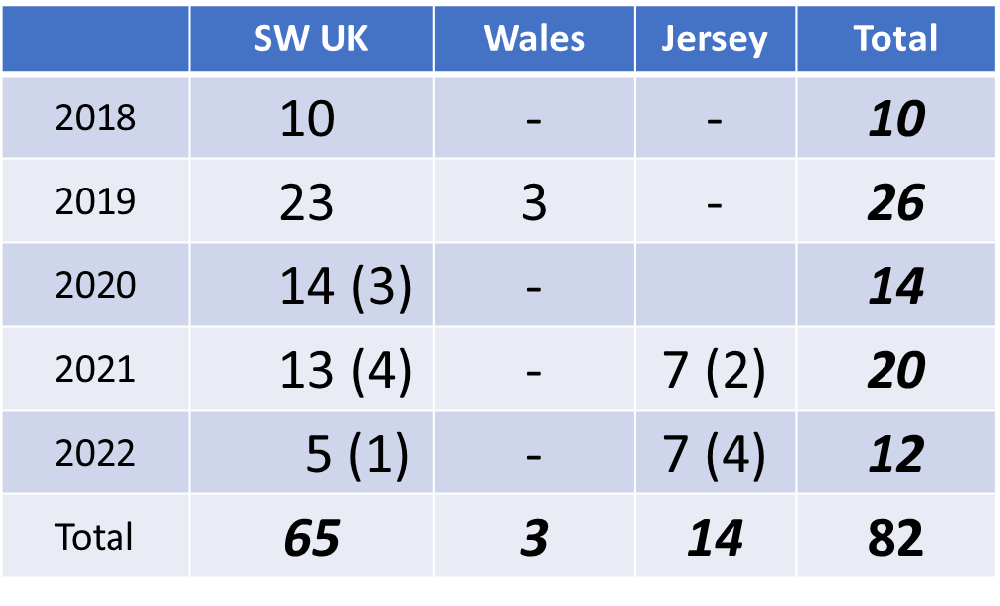 SW UK Wales Jersey Total
2018 10 - - 10
2019 23 3 - 26
2020 14 (3) - 14
2021 13 (4) - 7 (2) 20
2022 5 (1) - 7 (4) 12
Total 65 3 14 82